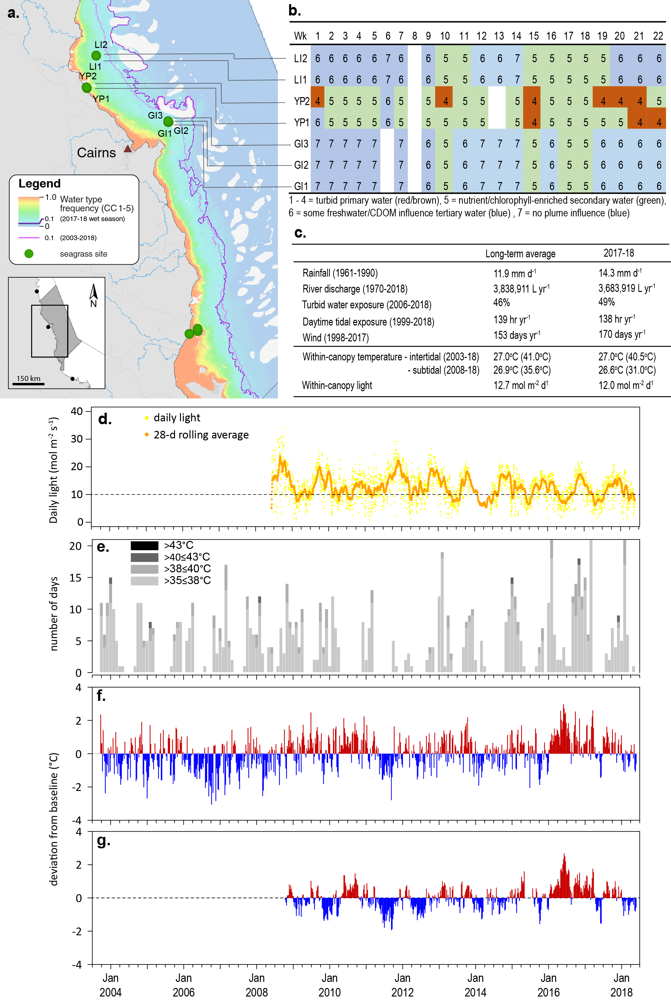 a.
LI2
LI1
YP2
YP1
GI3
GI1 GI2
Cairns
Legend
1.0 Water type
frequency (CC 1-5)
0.1 (2017-18 wet season)
0
0.1 (2003-2018)
seagrass site
N
150 km
b.
Wk 1 2 3 4 5 6 7 8 9 10 11 12 13 14 15 16 17 18 19 20 21 22
LI2 6 6 6 6 6 7 6 6 5 5 6 6 7 5 5 5 5 5 6 6 6
LI1 6 6 6 6 6 7 6 6 5 5 6 6 7 5 5 5 5 5 6 6 6
YP2 4 5 5 5 5 6 5 5 4 5 5 5 4 5 5 5 4 4 4 5
YP1 6 5 5 5 5 6 5 5 5 5 5 5 4 5 5 5 5 5 4 4
GI3 7 7 7 7 7 7 6 5 6 7 7 7 5 6 5 5 6 6 6 6
GI2 7 7 7 7 7 7 6 5 6 7 7 7 5 6 5 5 6 6 6 6
GI1 7 7 7 7 7 7 6 5 6 7 7 7 5 6 5 5 6 6 6 6
1 - 4 = turbid primary water (red/brown), 5 = nutrient/chlorophyll-enriched secondary water (green),
6 = some freshwater/CDOM influence tertiary water (blue) , 7 = no plume influence (blue)
c.
Long-term average 2017-18
Rainfall (1961-1990) 11.9 mm d-1 14.3 mm d-1
River discharge (1970-2018) 3,838,911 L yr-1 3,683,919 L yr-1
Turbid water exposure (2006-2018) 46% 49%
Daytime tidal exposure (1999-2018) 139 hr yr-1 138 hr yr-1
Wind (1998-2017) 153 days yr-1 170 days yr-1
Within-canopy temperature - intertidal (2003-18) 27.0ºC (41.0ºC) 27.0ºC (40.5ºC)
- subtidal (2008-18) 26.9ºC (35.6ºC) 26.6ºC (31.0ºC)
Within-canopy light 12.7 mol m-2 d1 12.0 mol m-2 d1
d.
daily light
28-d rolling average
Daily light (mol m-2 s-1)
40
30
20
10
0
e.
>43°C
>40≤43°C
>38≤40°C
>35≤38°C
number of days
20
15
10
5
0
f.
4
2
0
-2
-4
deviation from baseline (°C)
g.
4
2
0
-2
-4
Jan Jan Jan Jan Jan Jan Jan Jan
2004 2006 2008 2010 2012 2014 2016 2018